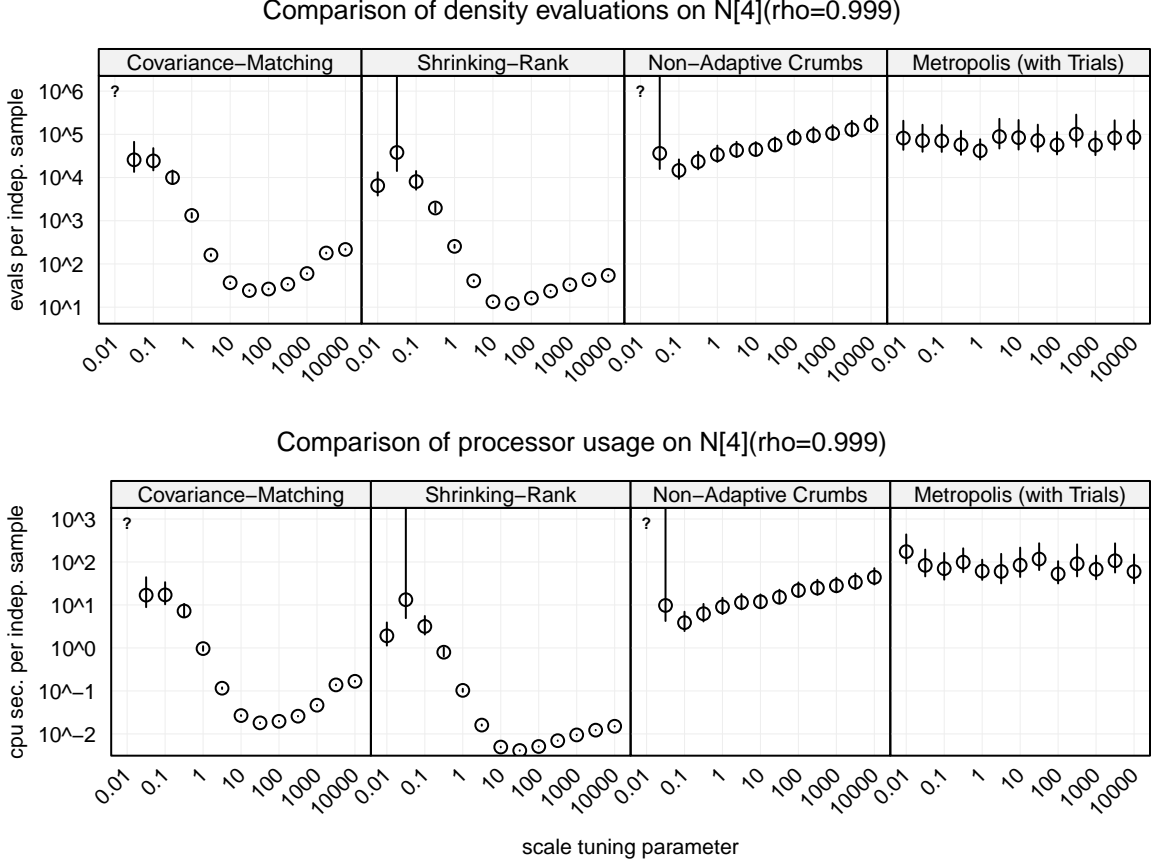 Comparison of density evaluations on N[4](rho=0.999)
Covariance−Matching Shrinking−Rank Non−Adaptive Crumbs Metropolis (with Trials)
evals per indep. sample
10^6
10^5
10^4
10^3
10^2
10^1
? ?
0.01 0.1 1 10 100 1000 10000 0.01 0.1 1 10 100 1000 10000 0.01 0.1 1 10 100 1000 10000 0.01 0.1 1 10 100 1000 10000
Comparison of processor usage on N[4](rho=0.999)
Covariance−Matching Shrinking−Rank Non−Adaptive Crumbs Metropolis (with Trials)
cpu sec. per indep. sample
10^3
10^2
10^1
10^0
10^−1
10^−2
? ?
0.01 0.1 1 10 100 1000 10000 0.01 0.1 1 10 100 1000 10000 0.01 0.1 1 10 100 1000 10000 0.01 0.1 1 10 100 1000 10000
scale tuning parameter